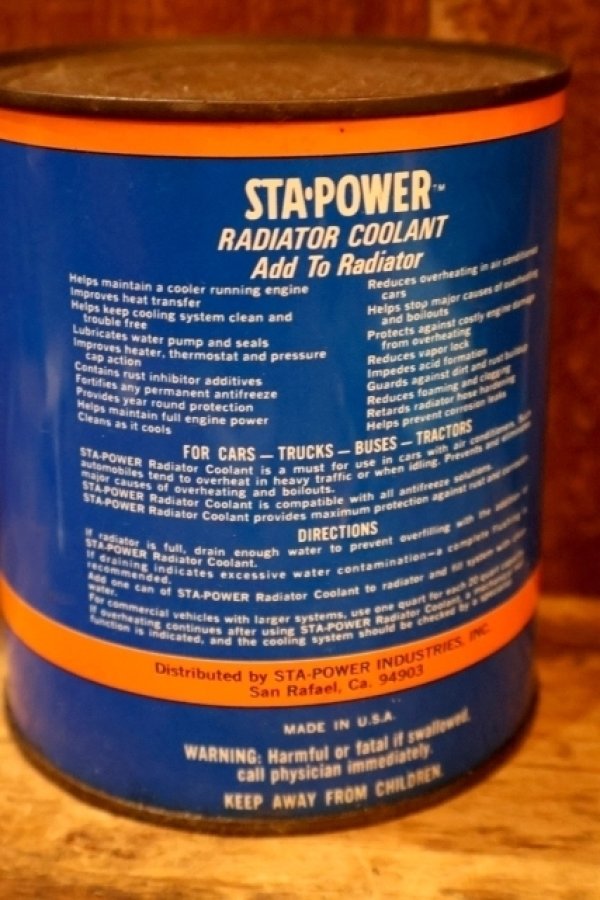 STA·POWER™
RADIATOR COOLANT
Add To Radiator
Helps maintain a cooler running engine
Improves heat transfer
Helps keep cooling system clean and
trouble free
Lubricates water pump and seals
Improves heater, thermostat and pressure
cap action
Contains rust inhibitor additives
Fortifies any permanent antifreeze
Provides year round protection
Helps maintain full engine power
Cleans as it cools
Reduces overheating in air conditioned
cars
Helps stop major causes of overheating
and boilouts
Protects against costly engine damage
from overheating
Reduces vapor lock
Impedes acid formation
Guards against dirt and rust buildup
Reduces foaming and clogging
Retards radiator hose hardening
Helps prevent corrosion leaks
FOR CARS — TRUCKS — BUSES — TRACTORS
STA-POWER Radiator Coolant is a must for use in cars with air conditioners. Such
automobiles tend to overheat in heavy traffic or when idling. Prevents and
major causes of overheating and boilouts.
STA-POWER Radiator Coolant is compatible with all antifreeze solutions.
STA-POWER Radiator Coolant provides maximum protection against rust and
DIRECTIONS
If radiator is full, drain enough water to prevent overfilling with the addition of
STA-POWER Radiator Coolant.
If draining indicates excessive water contamination—a complete flushing is
recommended.
Add one can of STA-POWER Radiator Coolant to radiator and fill system with
water.
For commercial vehicles with larger systems, use one quart for each 20 quart
If overheating continues after using STA-POWER Radiator Coolant, a mechanical
function is indicated, and the cooling system should be checked by a
Distributed by STA-POWER INDUSTRIES, INC.
San Rafael, Ca. 94903
MADE IN U.S.A.
WARNING: Harmful or fatal if swallowed.
call physician immediately.
KEEP AWAY FROM CHILDREN.